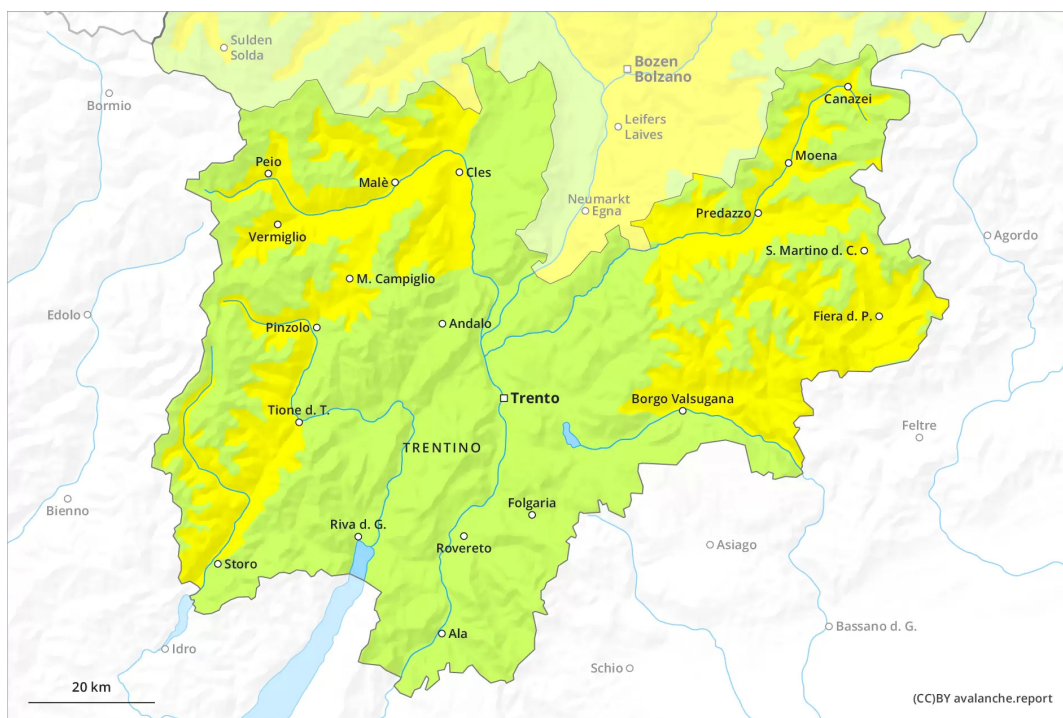 Sulden
Solda
Bozen
Bolzano
Bormio
Canazei
Leifers
Laives
Moena
Peio
Malè
Cles
Neumarkt
Egna
Predazzo
Vermiglio
Agordo
S. Martino d. C.
M. Campiglio
Edolo
Pinzolo
Andalo
Fiera d. P.
Trento
Borgo Valsugana
Tione d. T.
Feltre
TRENTINO
Bienno
Folgaria
Riva d. G.
Rovereto
Asiago
Storo
Ala
Bassano d. G.
Idro
Schio
20 km
(CC)BY avalanche.report